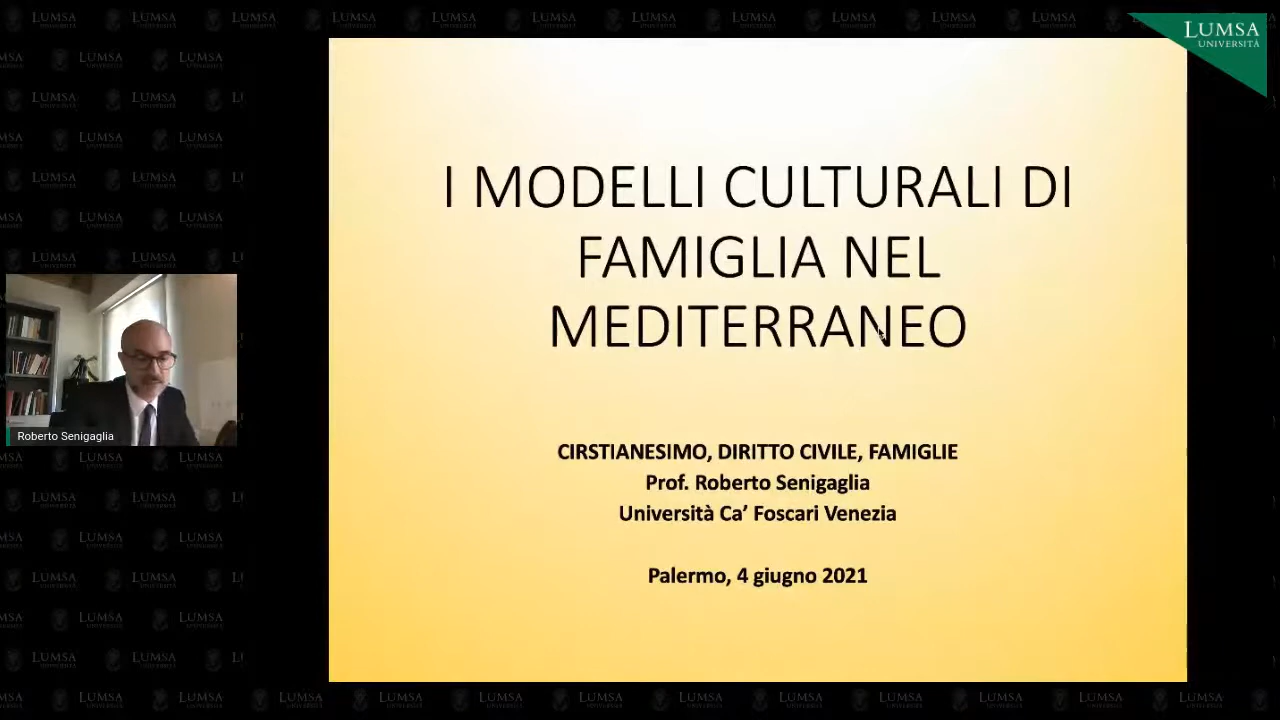 LUMSA
UNIVERSITÀ
I MODELLI CULTURALI DI
FAMIGLIA NEL
MEDITERRANEO
CIRSTIANESIMO, DIRITTO CIVILE, FAMIGLIE
Prof. Roberto Senigaglia
Università Ca’ Foscari Venezia
Palermo, 4 giugno 2021
Roberto Senigaglia